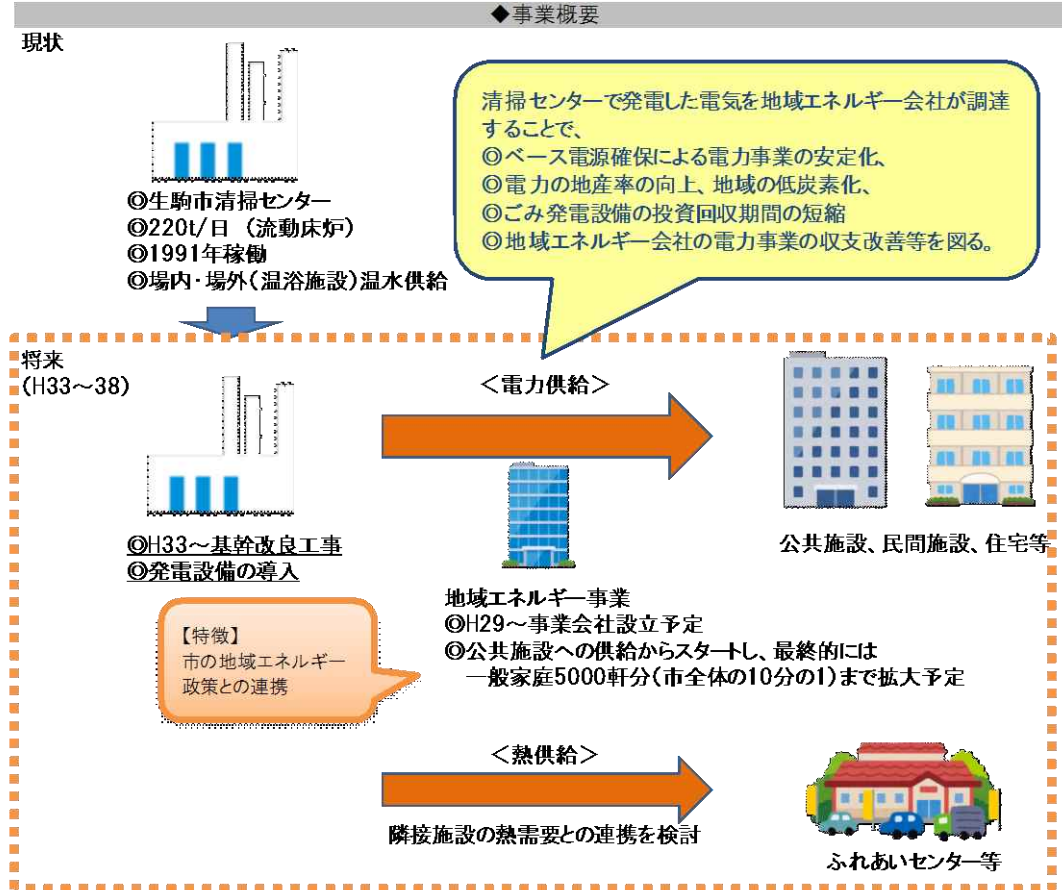 ◆事業概要
現状
清掃センターで発電した電気を地域エネルギー会社が調達
することで、
◎ベース電源確保による電力事業の安定化、
◎電力の地産率の向上、地域の低炭素化、
◎ごみ発電設備の投資回収期間の短縮
◎地域エネルギー会社の電力事業の収支改善等を図る。
◎生駒市清掃センター
◎220t/日 (流動床炉)
◎1991年稼働
◎場内・場外(温浴施設)温水供給
将来
(H33～38)
＜電力供給＞
◎H33～基幹改良工事
◎発電設備の導入
公共施設、民間施設、住宅等
地域エネルギー事業
◎H29～事業会社設立予定
◎公共施設への供給からスタートし、最終的には
一般家庭5000軒分(市全体の10分の1)まで拡大予定
【特徴】
市の地域エネルギー
政策との連携
＜熱供給＞
隣接施設の熱需要との連携を検討
ふれあいセンター等